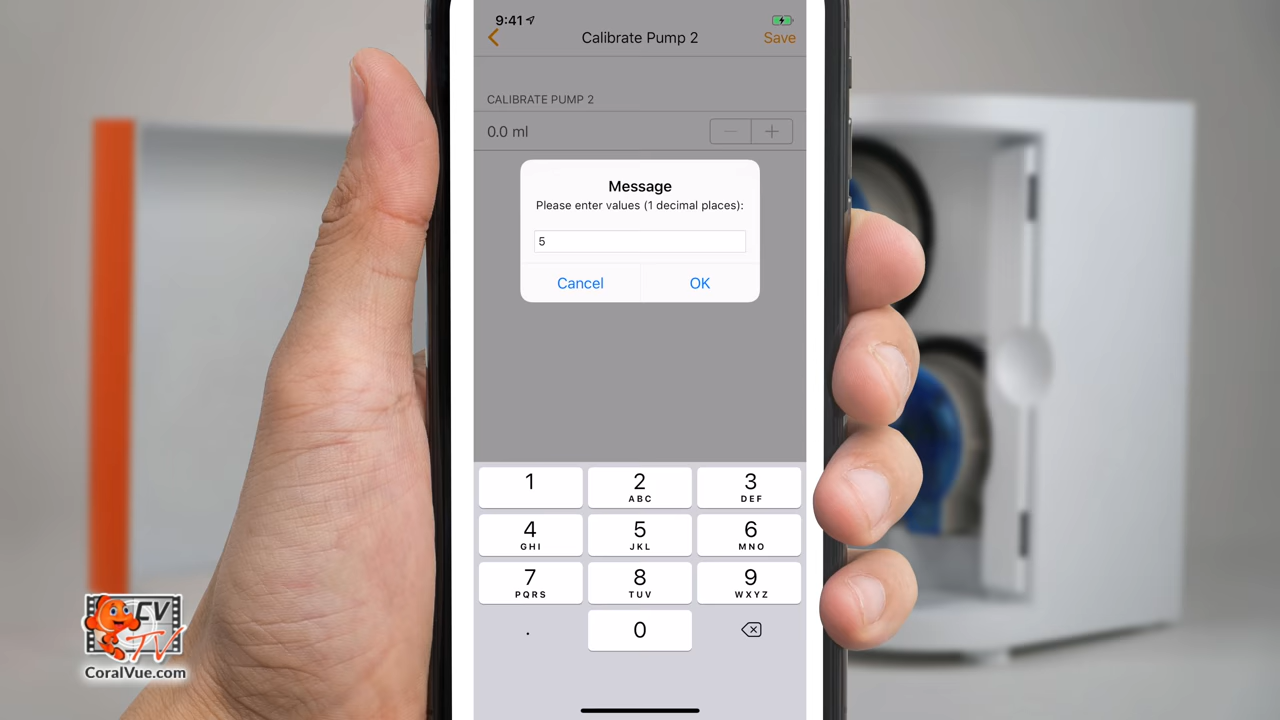 9:41
Calibrate Pump 2
Save
CALIBRATE PUMP 2
0.0 ml
Message
Please enter values (1 decimal places):
5
Cancel
OK
1
2
ABC
3
DEF
4
GHI
5
JKL
6
MNO
7
PQRS
8
TUV
9
WXYZ
.
0
CV
TV
CoralVue.com